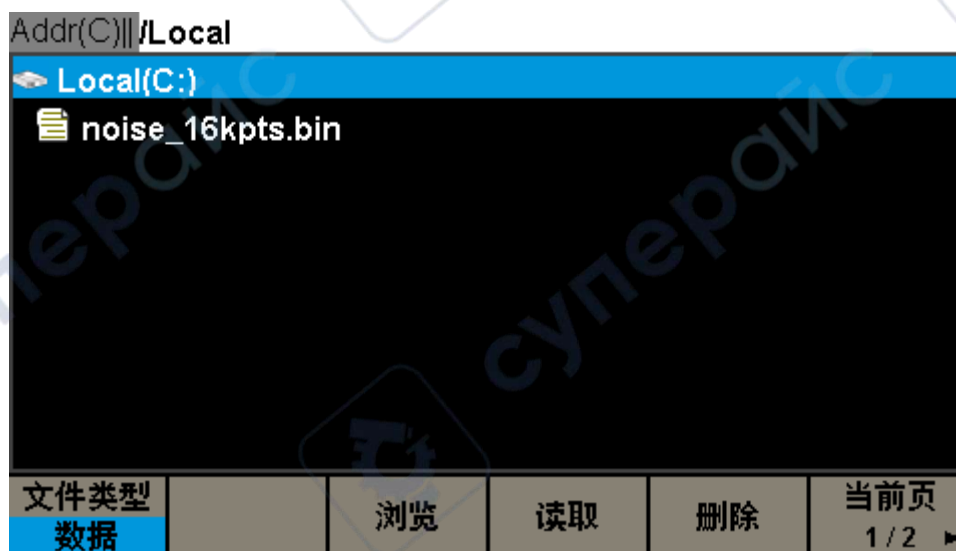 Addr(C)|| /Local
Local(C:)
noise_16kpts.bin
文件类型
数据
浏览
读取
删除
当前页
1/2
суперайс